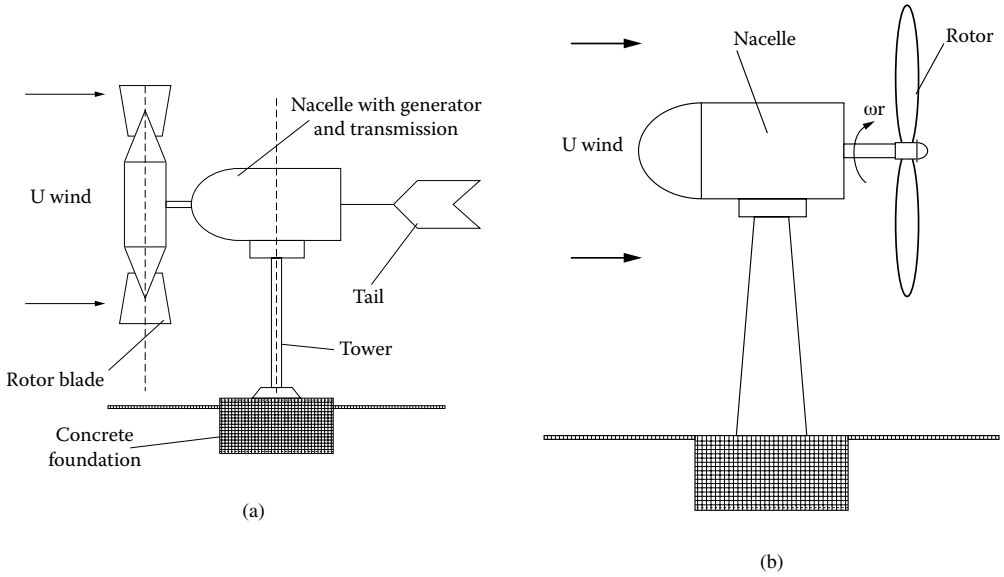 Nacelle with generator
and transmission
U wind
Tail
Rotor blade
Tower
Concrete
foundation
(a)
Nacelle
Rotor
ωr
U wind
(b)